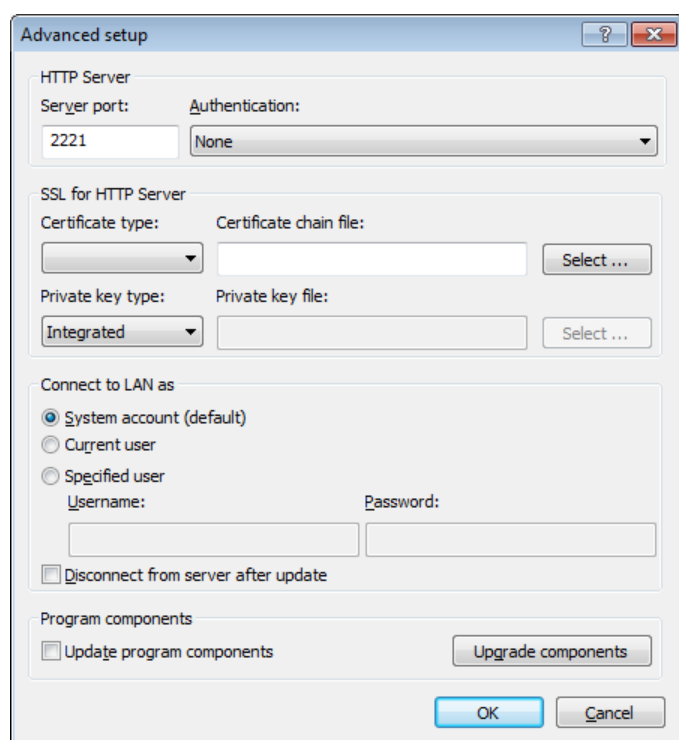 Advanced setup
HTTP Server
Server port: Authentication:
2221 None
SSL for HTTP Server
Certificate type: Certificate chain file:
Select ...
Private key type: Private key file:
Integrated Select ...
Connect to LAN as
System account (default)
Current user
Specified user
Username: Password:
Disconnect from server after update
Program components
Update program components Upgrade components
OK Cancel